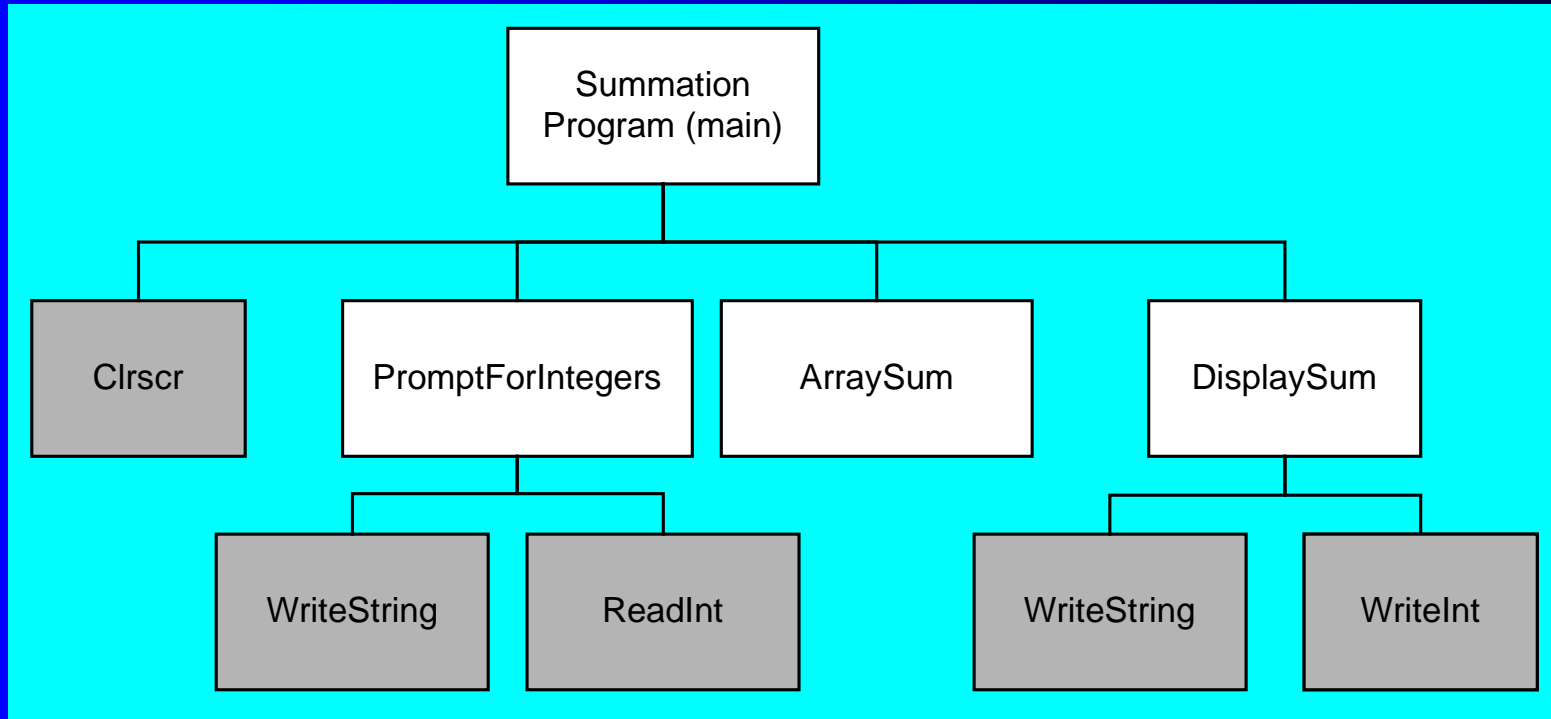 Summation
Program (main)
Clrscr
PromptForIntegers
ArraySum
DisplaySum
WriteString
ReadInt
WriteString
WriteInt